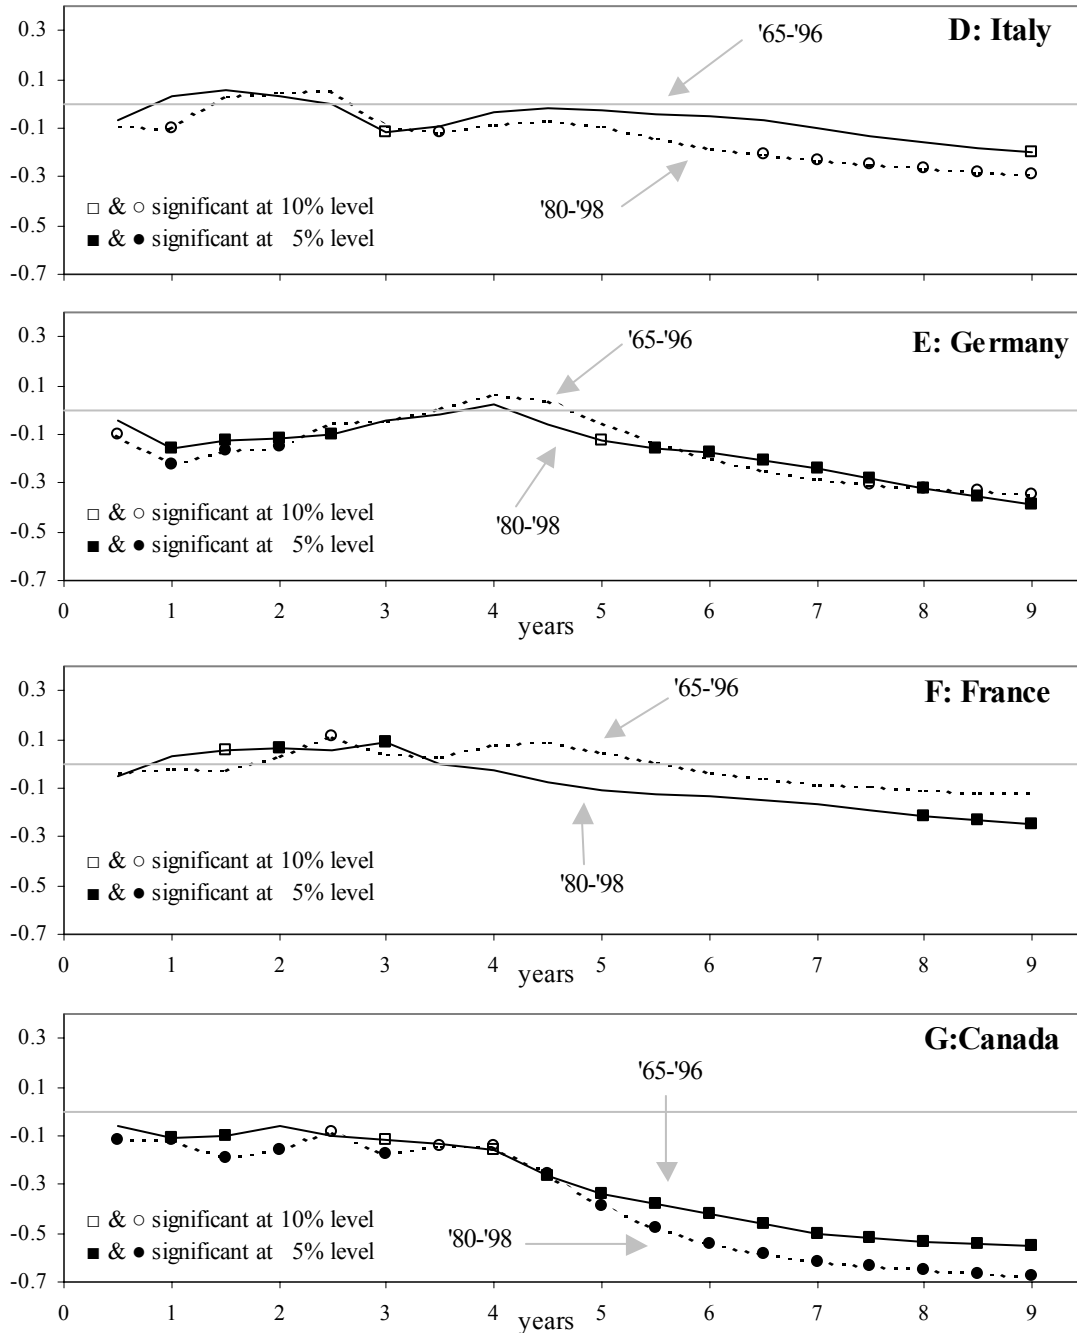 D: Italy
0.3
0.1
-0.1
-0.3
-0.5
-0.7
'65-'96
'80-'98
□ & ○ significant at 10% level
■ & ● significant at 5% level
E: Germany
0.3
0.1
-0.1
-0.3
-0.5
-0.7
'65-'96
'80-'98
□ & ○ significant at 10% level
■ & ● significant at 5% level
0 1 2 3 4 5 6 7 8 9
years
F: France
0.3
0.1
-0.1
-0.3
-0.5
-0.7
'65-'96
'80-'98
□ & ○ significant at 10% level
■ & ● significant at 5% level
0 1 2 3 4 5 6 7 8 9
years
G:Canada
0.3
0.1
-0.1
-0.3
-0.5
-0.7
'65-'96
'80-'98
□ & ○ significant at 10% level
■ & ● significant at 5% level
0 1 2 3 4 5 6 7 8 9
years